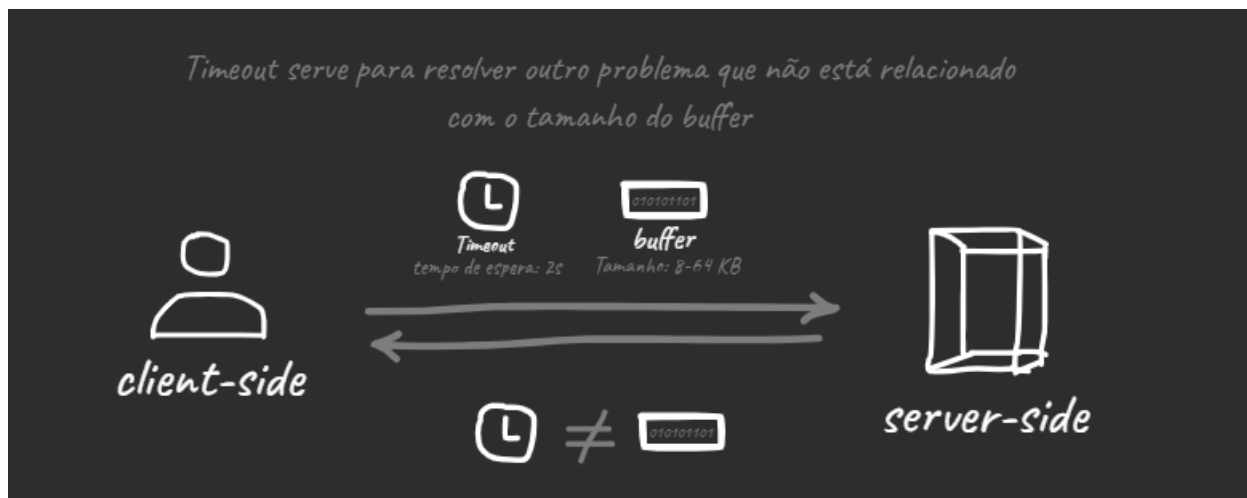 Timeout serve para resolver outro problema que não está relacionado
com o tamanho do buffer
010101101
Timeout
buffer
tempo de espera: 2s
Tamanho: 8-64 KB
client-side
server-side
010101101